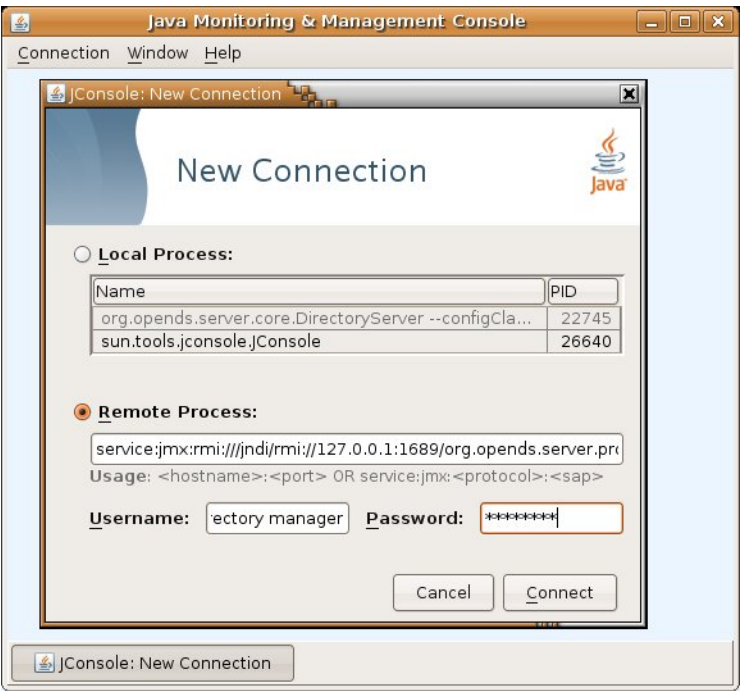 Java Monitoring & Management Console
Connection Window Help
JConsole: New Connection
New Connection
Java
Local Process:
Name PID
org.opends.server.core.DirectoryServer --configCla... 22745
sun.tools.jconsole.JConsole 26640
Remote Process:
service:jmx:rmi:///jndi/rmi://127.0.0.1:1689/org.opends.server.pro
Usage: <hostname>:<port> OR service:jmx:<protocol>:<sap>
Username: ectory manager Password: ********
Cancel Connect
JConsole: New Connection